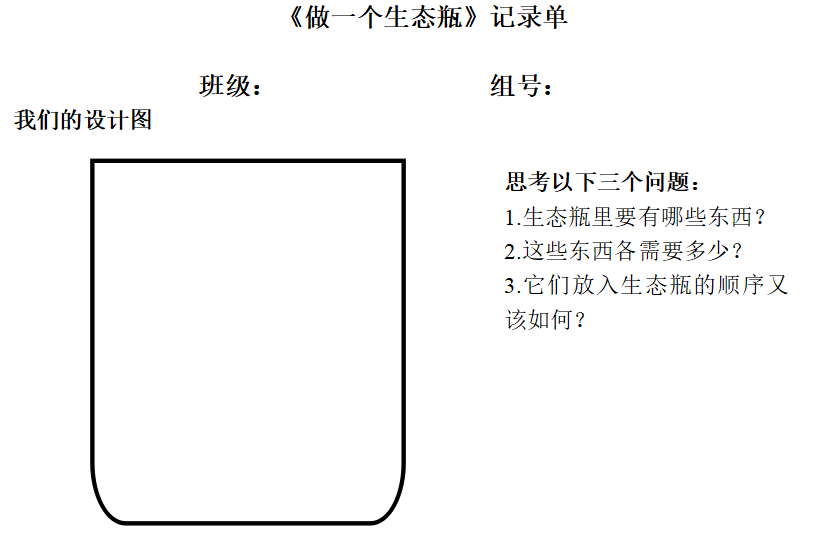 《做一个生态瓶》记录单
班级： 组号：
我们的设计图
思考以下三个问题：
1.生态瓶里要有哪些东西？
2.这些东西各需要多少？
3.它们放入生态瓶的顺序又
该如何？